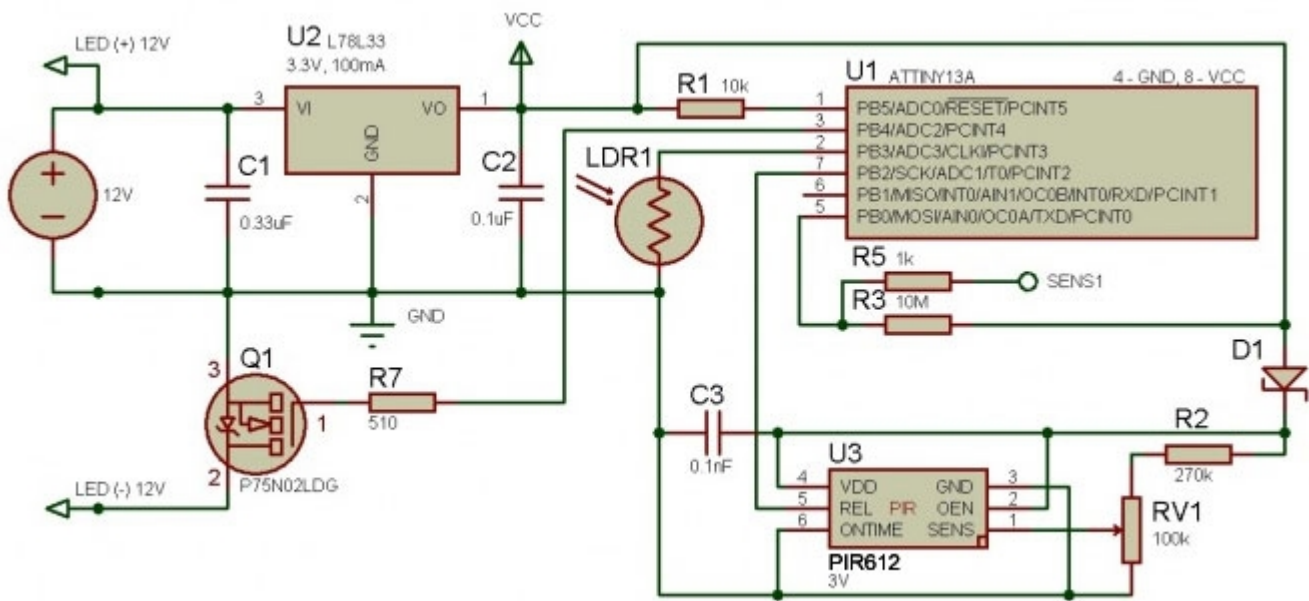 LED (+) 12V
U2 L78L33
3.3V, 100mA
3 VI VO 1
GND
2
VCC
12V
C1
0.33uF
C2
0.1uF
R1 10k
LDR1
U1 ATTINY13A 4 - GND, 8 - VCC
1 PB5/ADC0/RESET/PCINT5
3 PB4/ADC2/PCINT4
2 PB3/ADC3/CLKI/PCINT3
7 PB2/SCK/ADC1/T0/PCINT2
6 PB1/MISO/INT0/AIN1/OC0B/INT0/RXD/PCINT1
5 PB0/MOSI/AIN0/OC0A/TXD/PCINT0
R5 1k
SENS1
R3 10M
GND
D1
Q1
3
1
2
P75N02LDG
R7
510
LED (-) 12V
C3
0.1nF
R2
270k
RV1
100k
U3
4 VDD GND 3
5 REL PIR OEN 2
6 ONTIME SENS 1
PIR612
3V